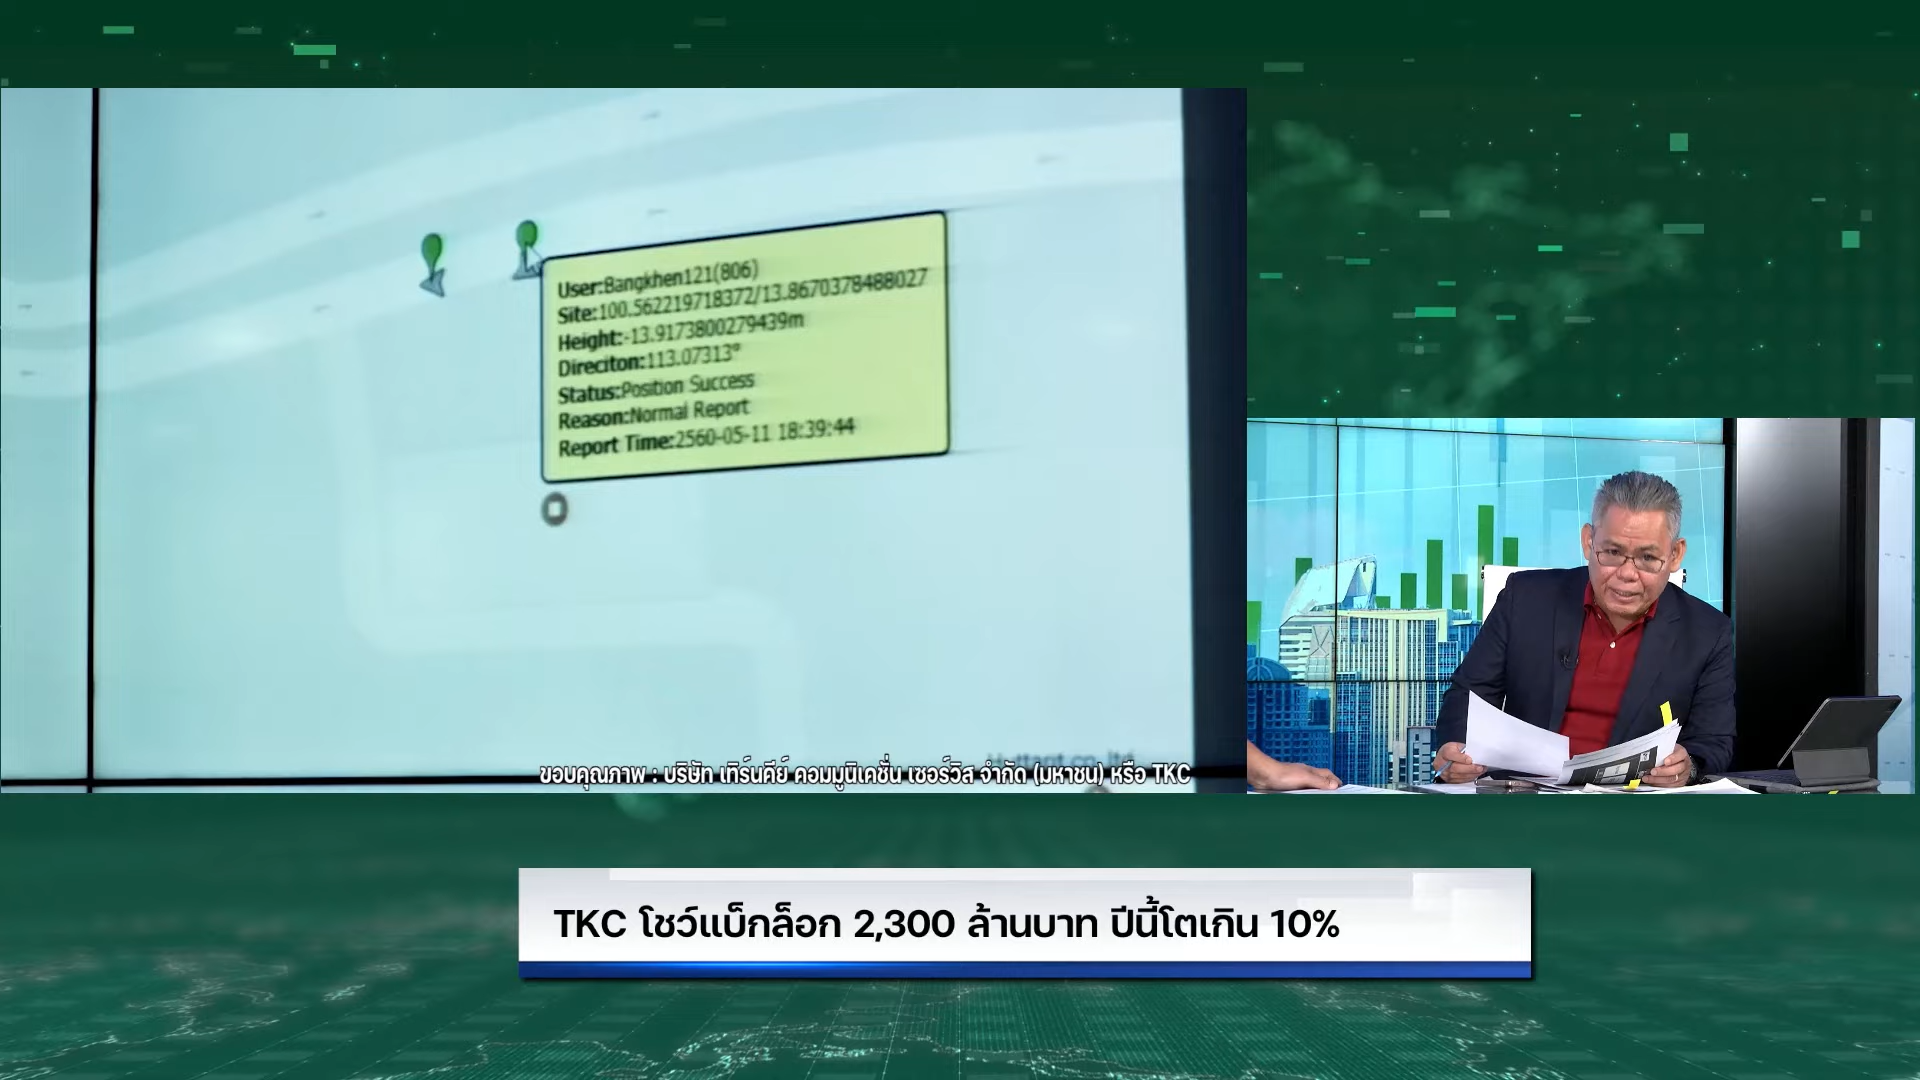 User:Bangkhen121(806)
Site:100.562219718372/13.8670378488027
Height:-13.9173800279439m
Direciton:113.07313°
Status:Position Success
Reason:Normal Report
Report Time:2560-05-11 18:39:44
ขอบคุณภาพ : บริษัท เทิร์นคีย์ คอมมูนิเคชั่น เซอร์วิส จำกัด (มหาชน) หรือ TKC
TKC โชว์แบ็กล็อก 2,300 ล้านบาท ปีนี้โตเกิน 10%